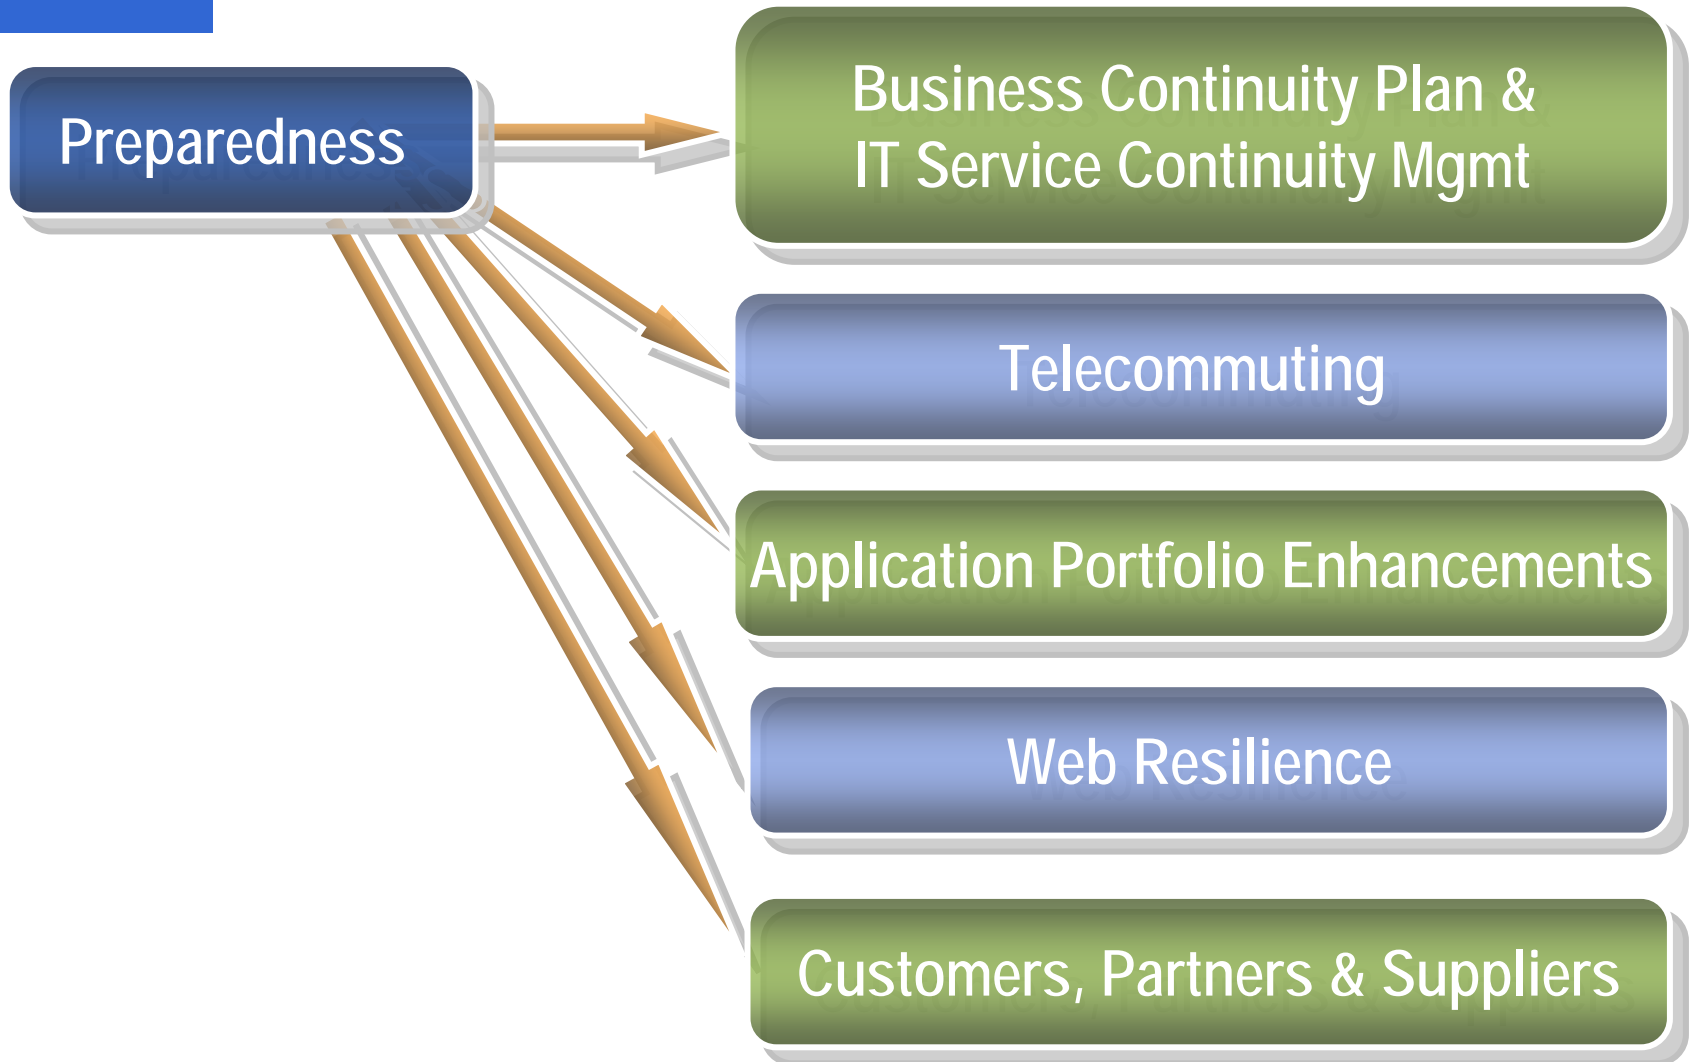 Preparedness
Business Continuity Plan &
IT Service Continuity Mgmt
Telecommuting
Application Portfolio Enhancements
Web Resilience
Customers, Partners & Suppliers